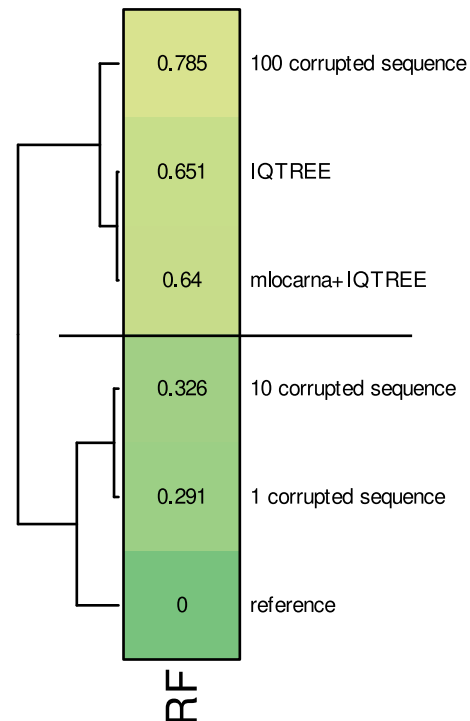 0.785 100 corrupted sequence
0.651 IQTREE
0.64 mlocarna+IQTREE
0.326 10 corrupted sequence
0.291 1 corrupted sequence
0 reference
RF